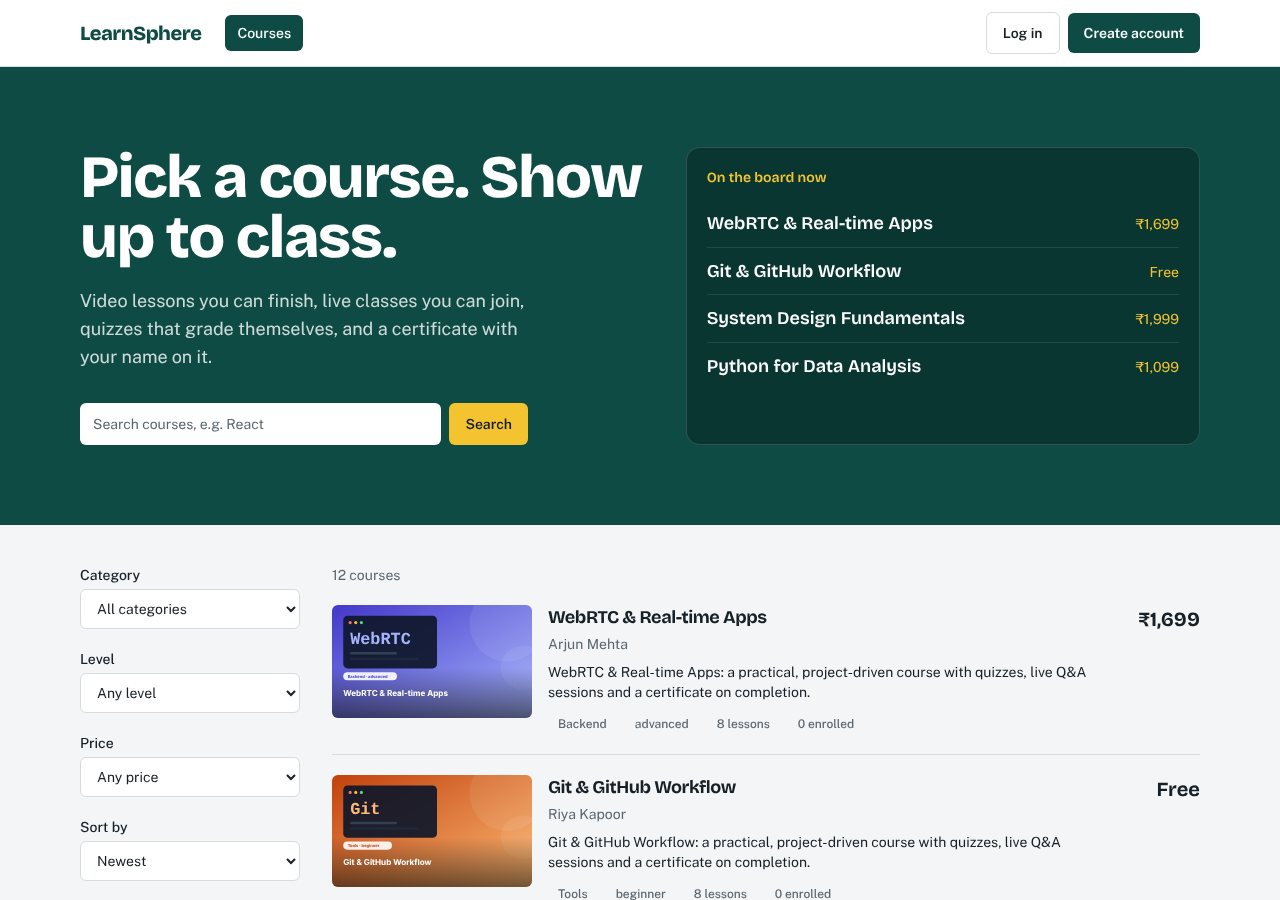 LearnSphere
Courses
Log in
Create account
Pick a course. Show
up to class.
Video lessons you can finish, live classes you can join,
quizzes that grade themselves, and a certificate with
your name on it.
Search courses, e.g. React
Search
On the board now
WebRTC & Real-time Apps ₹1,699
Git & GitHub Workflow Free
System Design Fundamentals ₹1,999
Python for Data Analysis ₹1,099
Category
All categories
Level
Any level
Price
Any price
Sort by
Newest
12 courses
WebRTC
Backend · advanced
WebRTC & Real-time Apps
WebRTC & Real-time Apps
₹1,699
Arjun Mehta
WebRTC & Real-time Apps: a practical, project-driven course with quizzes, live Q&A
sessions and a certificate on completion.
Backend advanced 8 lessons 0 enrolled
Git
Tools · beginner
Git & GitHub Workflow
Git & GitHub Workflow
Free
Riya Kapoor
Git & GitHub Workflow: a practical, project-driven course with quizzes, live Q&A
sessions and a certificate on completion.
Tools beginner 8 lessons 0 enrolled